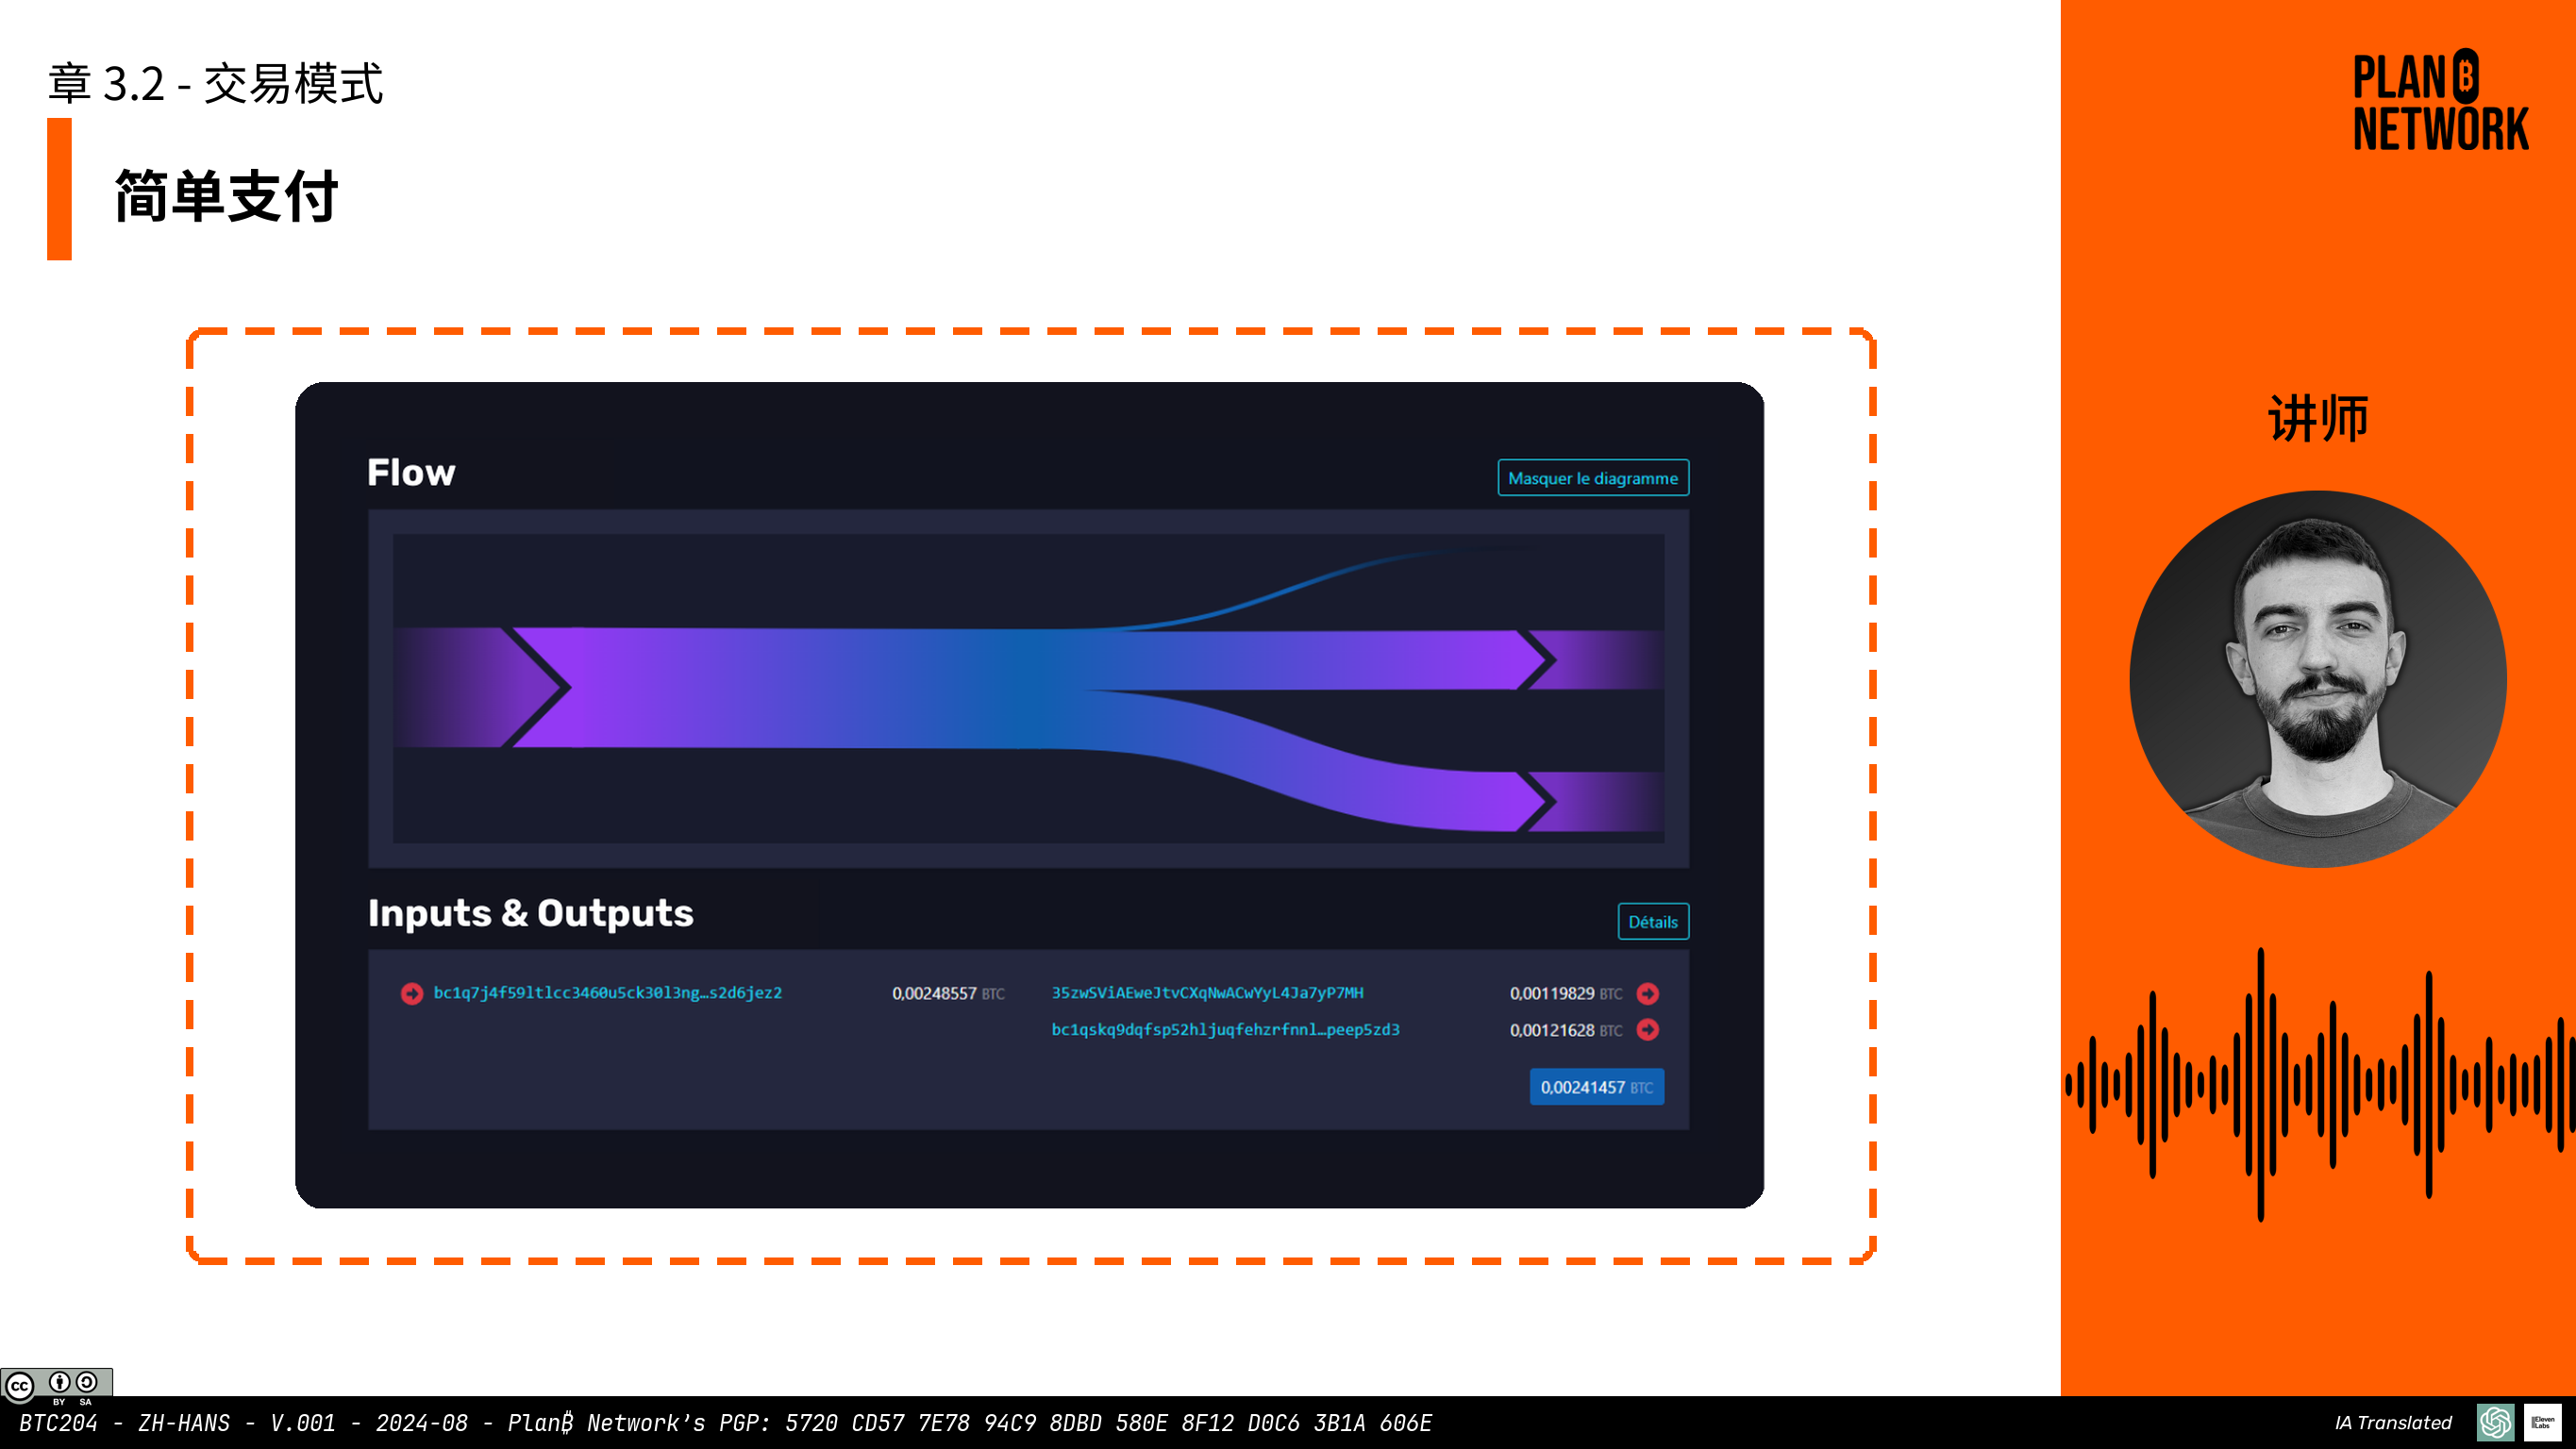 章 3.2 - 交易模式
简单支付
PLAN ₿
NETWORK
讲师
Flow
Masquer le diagramme
Inputs & Outputs
Détails
bc1q7j4f59ltlcc3460u5ck30l3ng…s2d6jez2 0,00248557 BTC 35zwSViAEweJtvCXqNwACwYyL4Ja7yP7MH 0,00119829 BTC
bc1qskq9dqfsp52hljuqfehzrfnnl…peep5zd3 0,00121628 BTC
0,00241457 BTC
cc BY SA
BTC204 - ZH-HANS - V.001 - 2024-08 - Plan₿ Network's PGP: 5720 CD57 7E78 94C9 8DBD 580E 8F12 D0C6 3B1A 606E
IA Translated
IIElevenLabs